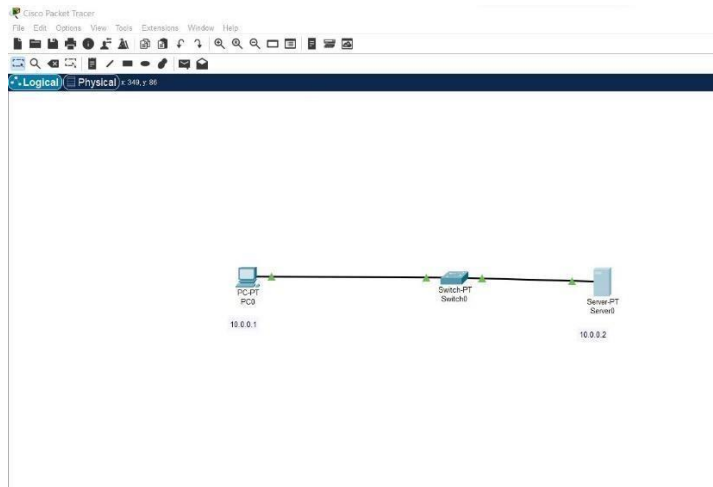 Cisco Packet Tracer
File Edit Options View Tools Extensions Window Help
Logical Physical x: 349, y: 86
PC-PT
PC0
10.0.0.1
Switch-PT
Switch0
Server-PT
Server0
10.0.0.2